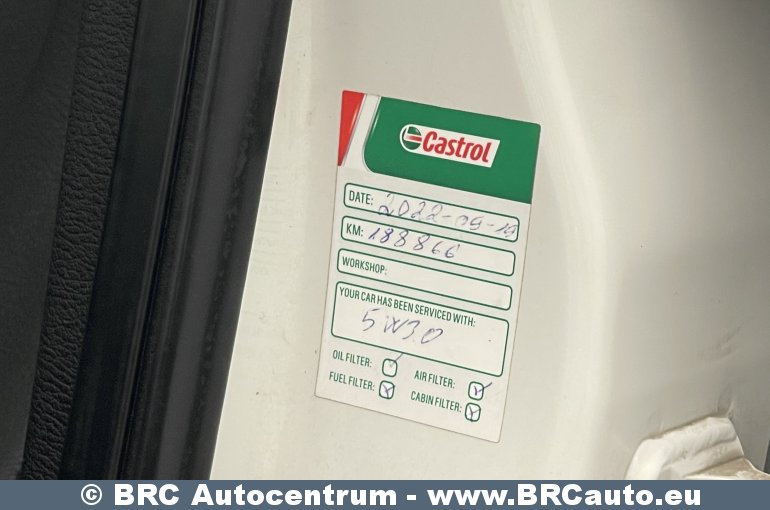 Castrol
DATE: 2022-09-19
KM: 188866
WORKSHOP:
YOUR CAR HAS BEEN SERVICED WITH:
5W30
OIL FILTER: AIR FILTER:
FUEL FILTER: CABIN FILTER:
© BRC Autocentrum - www.BRCauto.eu